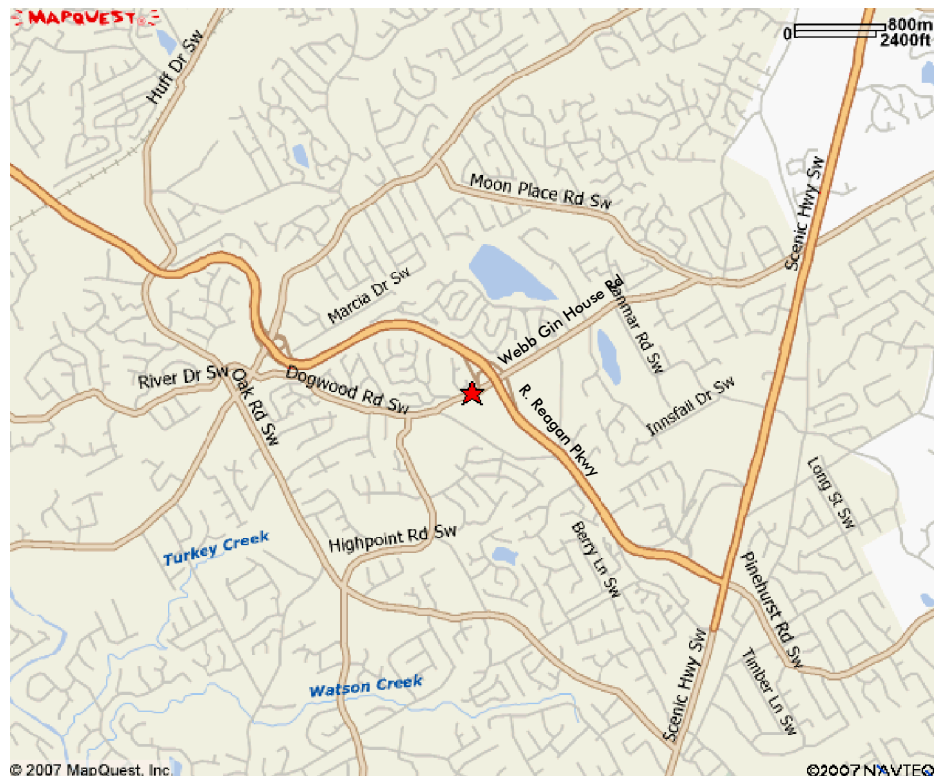 MAPQUEST
800m
0
2400ft
Huff Dr Sw
Moon Place Rd Sw
Scenic Hwy Sw
Marcia Dr Sw
Webb Gin House Rd
Tanmar Rd Sw
River Dr Sw
Oak Rd Sw
Dogwood Rd Sw
R. Reagan Pkwy
Innsfail Dr Sw
Long St Sw
Turkey Creek
Highpoint Rd Sw
Berry Ln Sw
Pinehurst Rd Sw
Scenic Hwy Sw
Timber Ln Sw
Watson Creek
© 2007 MapQuest, Inc.
©2007 NAVTEQ